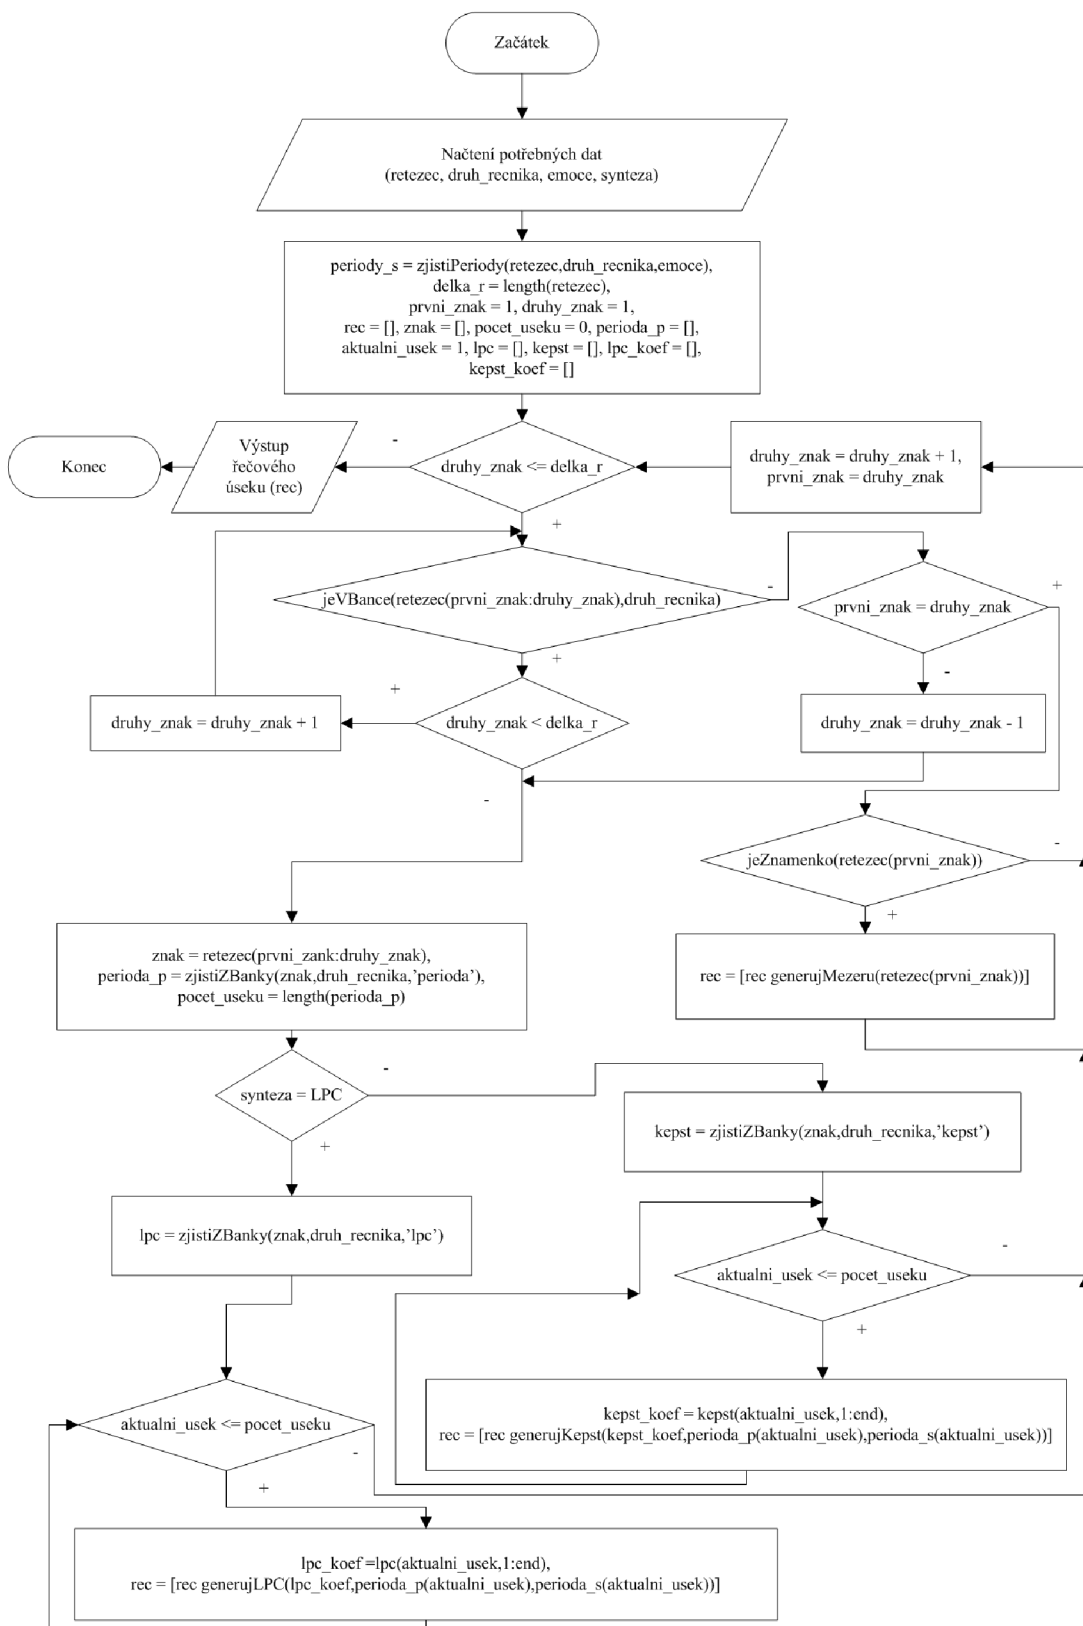 Začátek
Načtení potřebných dat
(retezec, druh_recnika, emoce, synteza)
periody_s = zjistiPeriody(retezec,druh_recnika,emoce),
delka_r = length(retezec),
prvni_znak = 1, druhy_znak = 1,
rec = [], znak = [], pocet_useku = 0, perioda_p = [],
aktualni_usek = 1, lpc = [], kepst = [], lpc_koef = [],
kepst_koef = []
Konec
Výstup
řečového
úseku (rec)
-
druhy_znak <= delka_r
druhy_znak = druhy_znak + 1,
prvni_znak = druhy_znak
+
jeVBance(retezec(prvni_znak:druhy_znak),druh_recnika)
-
prvni_znak = druhy_znak
+
+
-
druhy_znak = druhy_znak + 1
+
druhy_znak < delka_r
druhy_znak = druhy_znak - 1
-
jeZnamenko(retezec(prvni_znak))
-
+
znak = retezec(prvni_zank:druhy_znak),
perioda_p = zjistiZBanky(znak,druh_recnika,’perioda’),
pocet_useku = length(perioda_p)
rec = [rec generujMezeru(retezec(prvni_znak))]
synteza = LPC
-
+
kepst = zjistiZBanky(znak,druh_recnika,’kepst’)
lpc = zjistiZBanky(znak,druh_recnika,’lpc’)
aktualni_usek <= pocet_useku
-
+
kepst_koef = kepst(aktualni_usek,1:end),
rec = [rec generujKepst(kepst_koef,perioda_p(aktualni_usek),perioda_s(aktualni_usek))]
aktualni_usek <= pocet_useku
-
+
lpc_koef =lpc(aktualni_usek,1:end),
rec = [rec generujLPC(lpc_koef,perioda_p(aktualni_usek),perioda_s(aktualni_usek))]